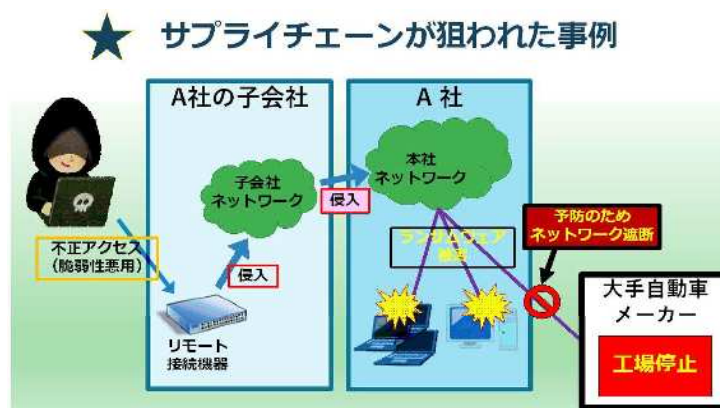 ★ サプライチェーンが狙われた事例
A社の子会社
A 社
本社
ネットワーク
子会社
ネットワーク
侵入
予防のため
ネットワーク遮断
不正アクセス
（脆弱性悪用）
侵入
ランサムウェア
被害
リモート
接続機器
大手自動車
メーカー
工場停止